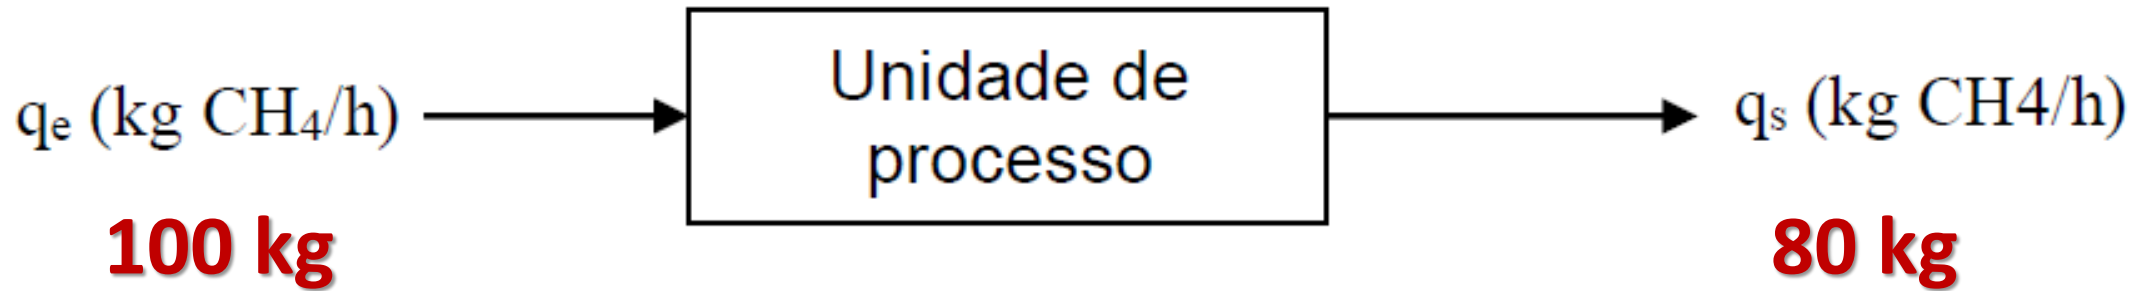 qₑ (kg CH₄/h)
Unidade de
processo
qₛ (kg CH4/h)
100 kg
80 kg